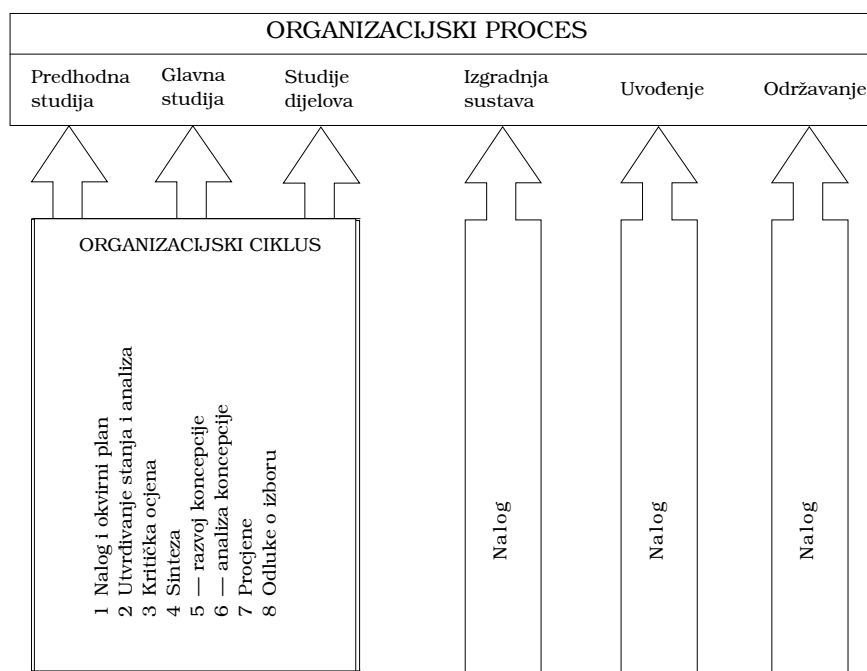 ORGANIZACIJSKI PROCES
Predhodna
studija
Glavna
studija
Studije
dijelova
Izgradnja
sustava
Uvođenje
Održavanje
ORGANIZACIJSKI CIKLUS
1 Nalog i okvirni plan
2 Utvrđivanje stanja i analiza
3 Kritička ocjena
4 Sinteza
5 — razvoj koncepcije
6 — analiza koncepcije
7 Procjene
8 Odluke o izboru
Nalog
Nalog
Nalog